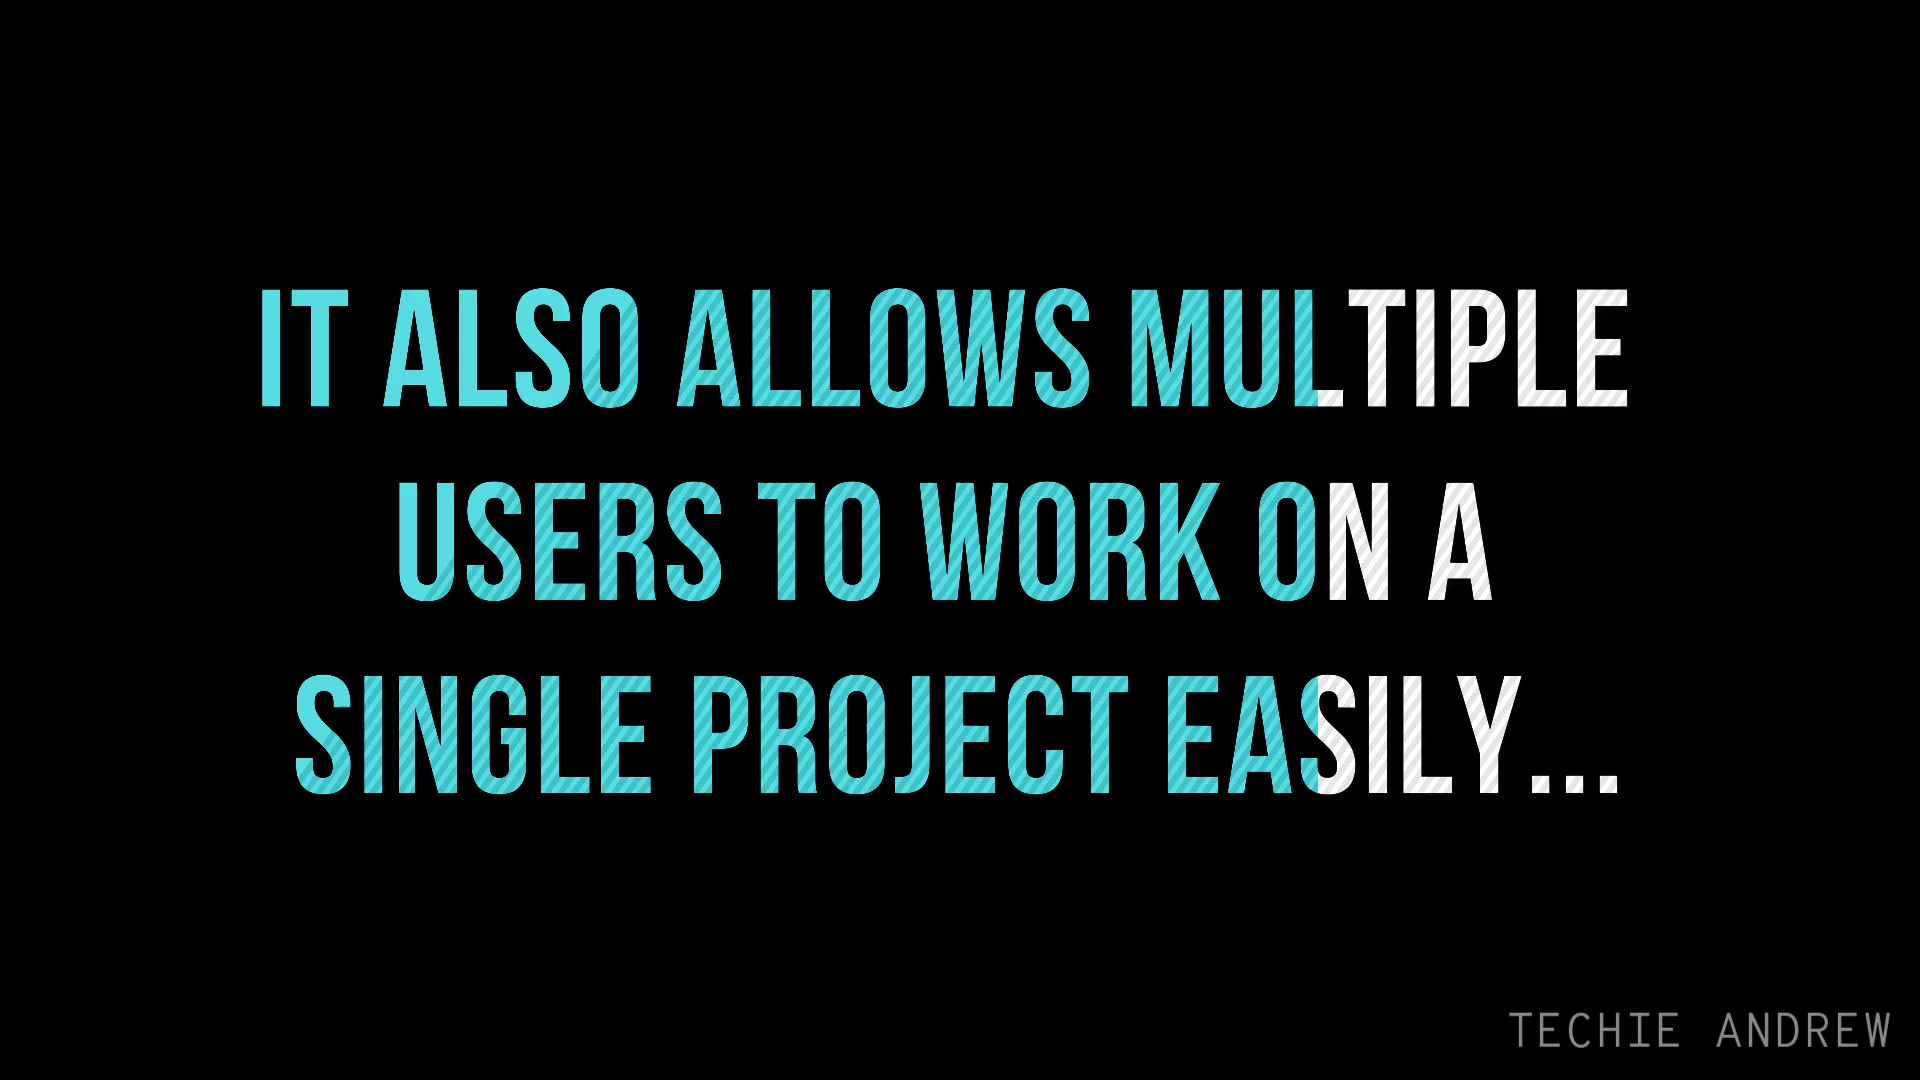 IT ALSO ALLOWS MULTIPLE
USERS TO WORK ON A
SINGLE PROJECT EASILY...
TECHIE ANDREW